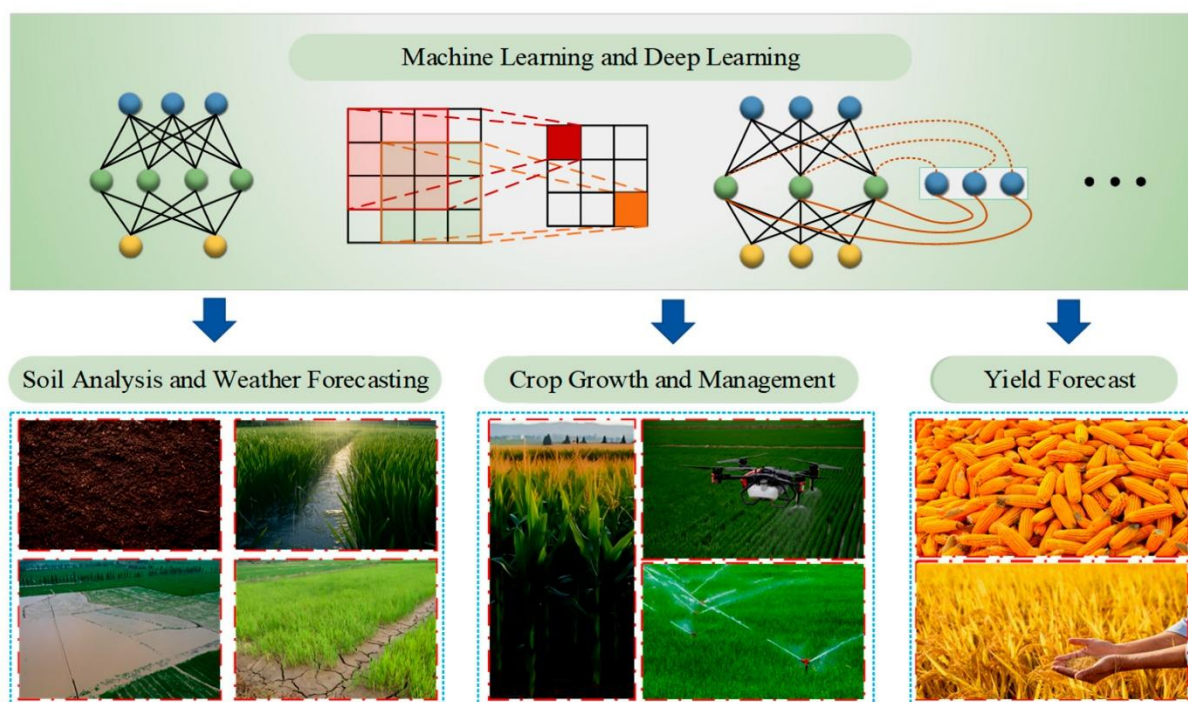 Machine Learning and Deep Learning
Soil Analysis and Weather Forecasting
Crop Growth and Management
Yield Forecast